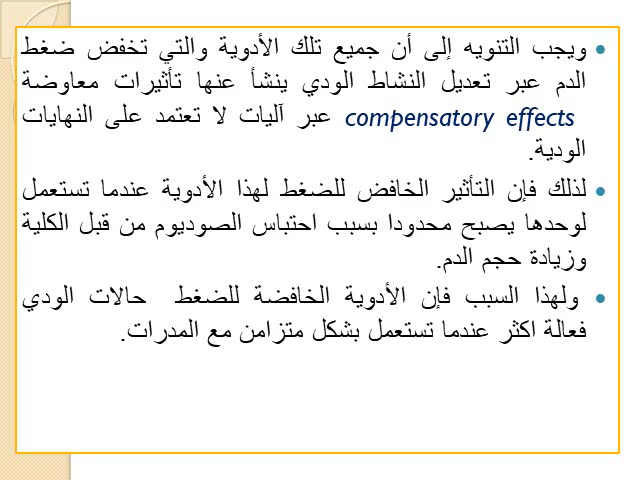 • ويجب التنويه إلى أن جميع تلك الأدوية والتي تخفض ضغط
الدم عبر تعديل النشاط الودي ينشأ عنها تأثيرات معاوضة
compensatory effects عبر آليات لا تعتمد على النهايات
الودية.
• لذلك فإن التأثير الخافض للضغط لهذا الأدوية عندما تستعمل
لوحدها يصبح محدودا بسبب احتباس الصوديوم من قبل الكلية
وزيادة حجم الدم.
• ولهذا السبب فإن الأدوية الخافضة للضغط حالات الودي
فعالة اكثر عندما تستعمل بشكل متزامن مع المدرات.